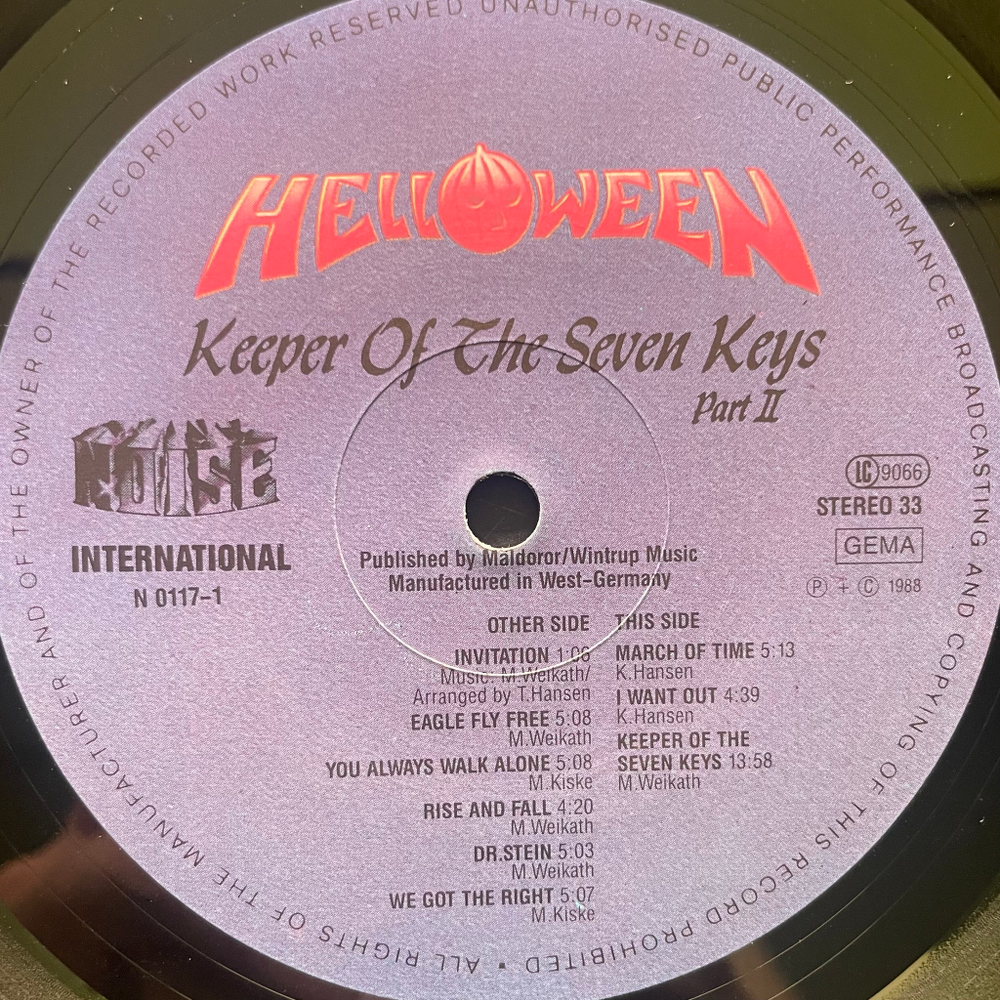 ALL RIGHTS OF THE MANUFACTURER AND OF THE OWNER OF THE RECORDED WORK RESERVED UNAUTHORISED PUBLIC PERFORMANCE BROADCASTING AND COPYING OF THIS RECORD PROHIBITED •
HELLOWEEN
Keeper Of The Seven Keys
Part II
NOISE
INTERNATIONAL
N 0117-1
LC 9066
STEREO 33
GEMA
Ⓟ + Ⓒ 1988
Published by Maldoror/Wintrup Music
Manufactured in West-Germany
OTHER SIDE
INVITATION 1:06
Music: M.Weikath/
Arranged by T.Hansen
EAGLE FLY FREE 5:08
M.Weikath
YOU ALWAYS WALK ALONE 5:08
M.Kiske
RISE AND FALL 4:20
M.Weikath
DR.STEIN 5:03
M.Weikath
WE GOT THE RIGHT 5:07
M.Kiske
THIS SIDE
MARCH OF TIME 5:13
K.Hansen
I WANT OUT 4:39
K.Hansen
KEEPER OF THE
SEVEN KEYS 13:58
M.Weikath